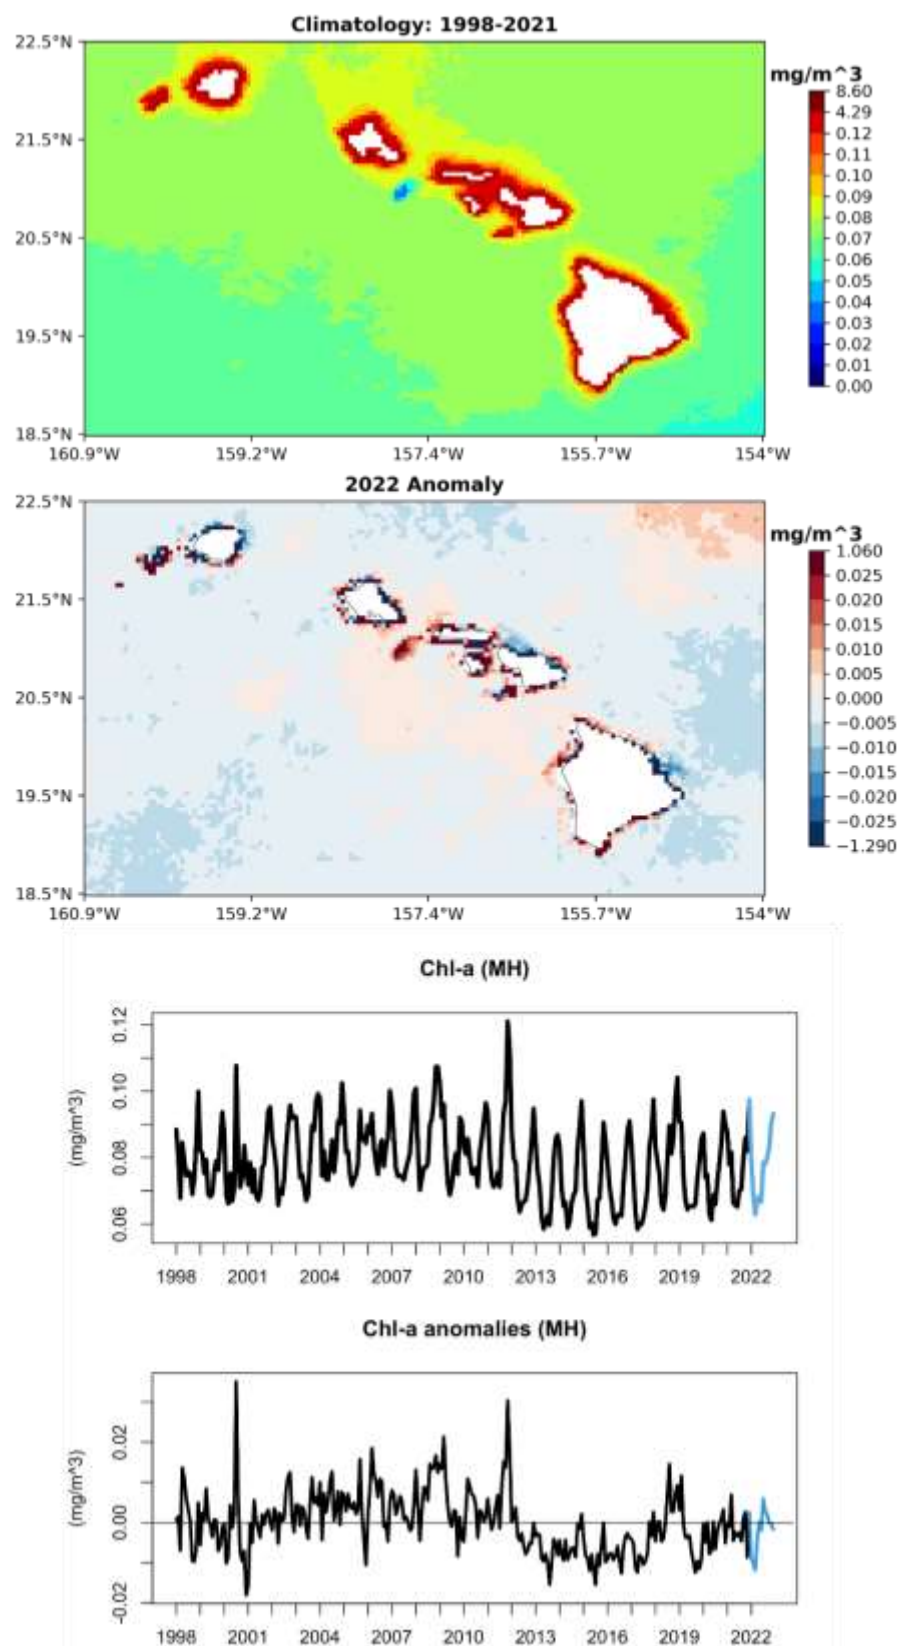 Climatology: 1998-2021
22.5°N
21.5°N
20.5°N
19.5°N
18.5°N
160.9°W 159.2°W 157.4°W 155.7°W 154°W
mg/m^3
8.60
4.29
0.12
0.11
0.10
0.09
0.07
0.06
0.04
0.03
0.01
0.00
2022 Anomaly
22.5°N
21.5°N
20.5°N
19.5°N
18.5°N
160.9°W 159.2°W 157.4°W 155.7°W 154°W
mg/m^3
1.060
0.025
0.020
0.015
0.010
0.005
0.000
−0.005
−0.010
−0.015
−0.020
−0.025
−1.290
Chl-a (MH)
(mg/m^3)
0.12
0.10
0.08
0.06
1998 2001 2004 2007 2010 2013 2016 2019 2022
Chl-a anomalies (MH)
(mg/m^3)
0.02
0.00
-0.02
1998 2001 2004 2007 2010 2013 2016 2019 2022